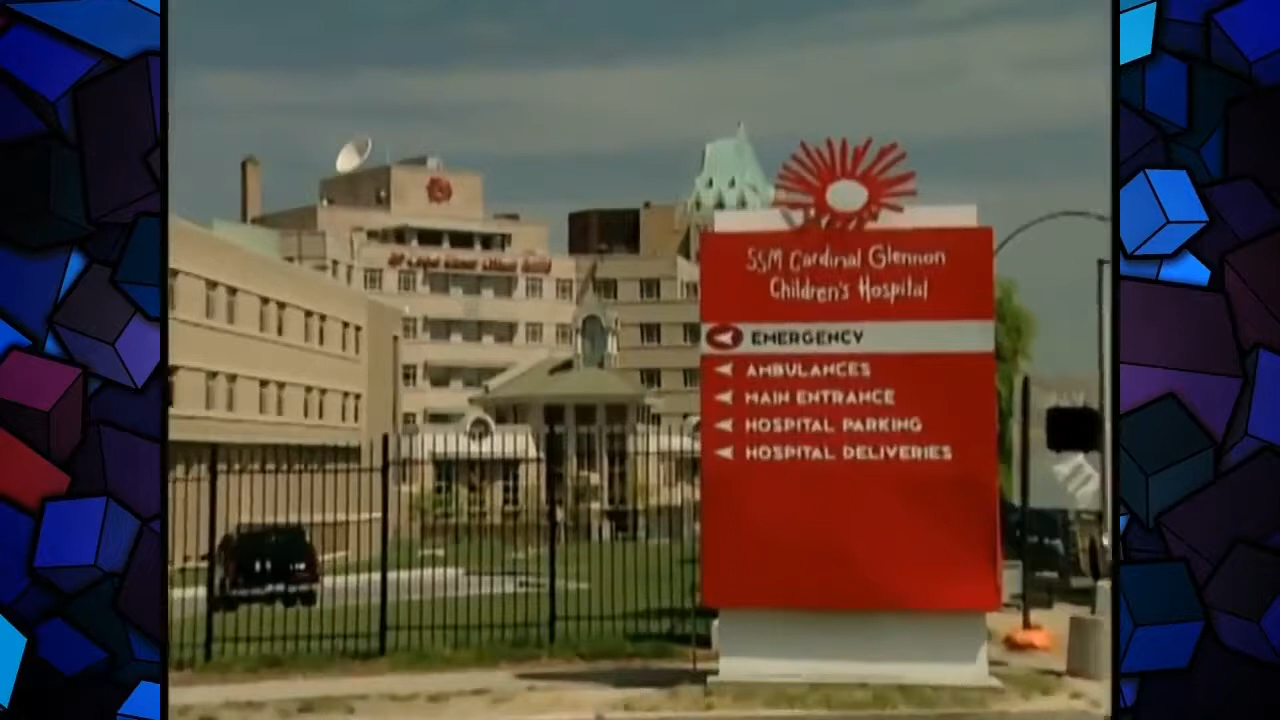 SSM Cardinal Glennon
Children's Hospital
EMERGENCY
AMBULANCES
MAIN ENTRANCE
HOSPITAL PARKING
HOSPITAL DELIVERIES